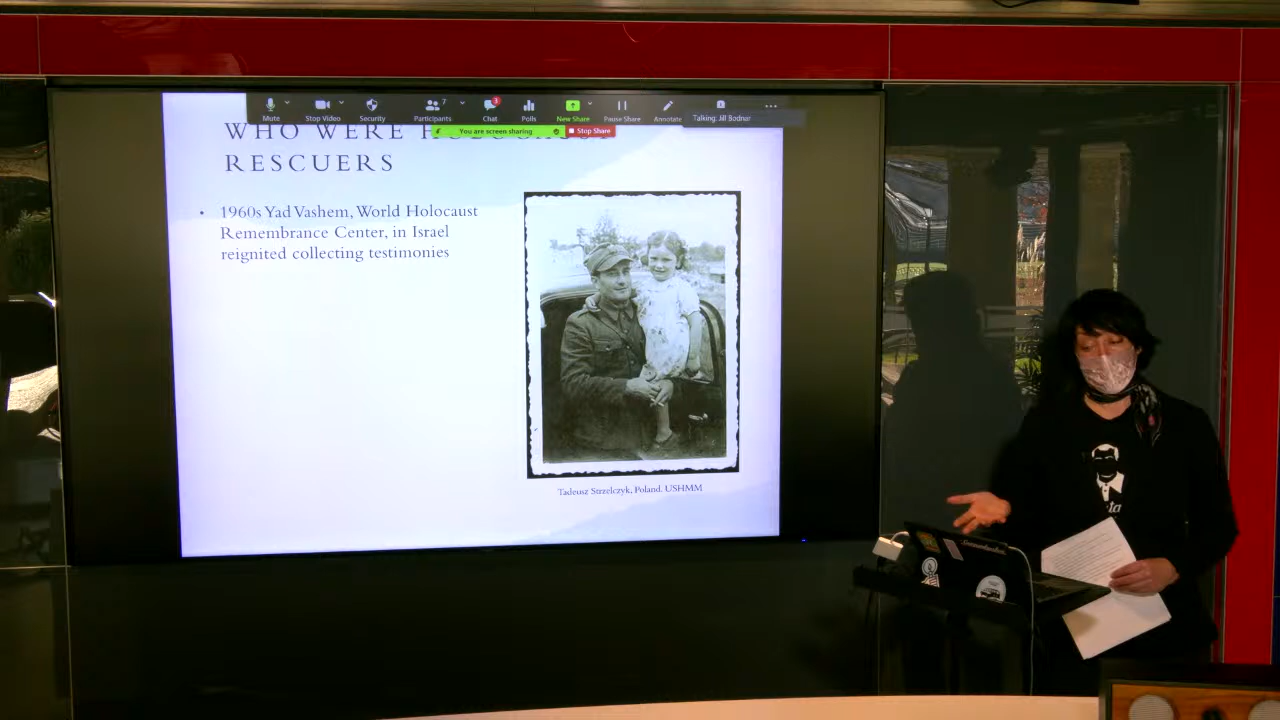 7
3
Mute
Stop Video
Security
Participants
Chat
Polls
New Share
Pause Share
Annotate
Talking: Jill Bodnar
You are screen sharing
Stop Share
WHO WERE
RESCUERS
• 1960s Yad Vashem, World Holocaust
Remembrance Center, in Israel
reignited collecting testimonies
Tadeusz Strzelczyk, Poland. USHMM